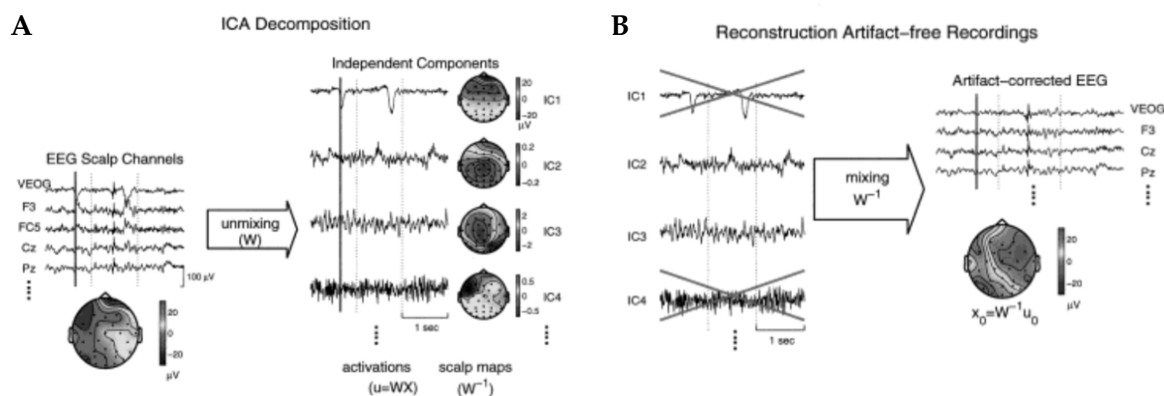 A
ICA Decomposition
EEG Scalp Channels
VEOG
F3
FC5
Cz
Pz
100 μV
20
0
−20
μV
unmixing
(W)
Independent Components
IC1
20
0
−20
μV
IC2
0.2
−0.2
IC3
2
0
−2
IC4
0.5
0
−0.5
1 sec
activations
(u=WX)
scalp maps
(W⁻¹)
B
Reconstruction Artifact−free Recordings
IC1
IC2
IC3
IC4
1 sec
mixing
W⁻¹
Artifact−corrected EEG
VEOG
F3
Cz
Pz
20
0
−20
μV
x₀=W⁻¹u₀